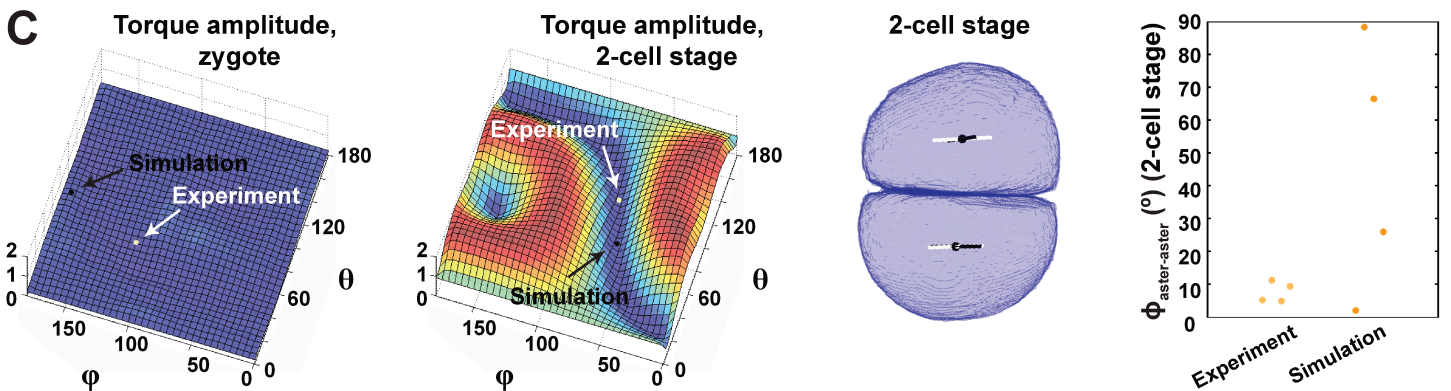 C
Torque amplitude,
zygote
Simulation
Experiment
180
120
60
0
θ
2
1
0
150
100
50
0
φ
Torque amplitude,
2-cell stage
Experiment
Simulation
180
120
60
0
θ
2
1
0
150
100
50
0
φ
2-cell stage
ϕaster-aster (º) (2-cell stage)
90
80
70
60
50
40
30
20
10
0
Experiment
Simulation